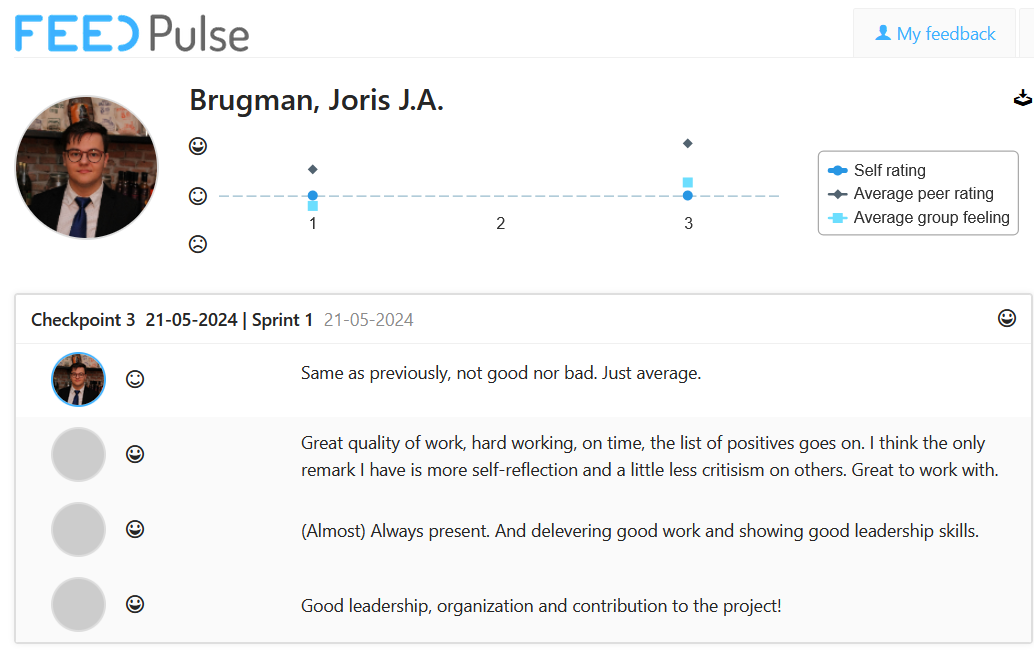 FEEDPulse
My feedback
Brugman, Joris J.A.
Self rating
Average peer rating
Average group feeling
1 2 3
Checkpoint 3 21-05-2024 | Sprint 1 21-05-2024
Same as previously, not good nor bad. Just average.
Great quality of work, hard working, on time, the list of positives goes on. I think the only
remark I have is more self-reflection and a little less critisism on others. Great to work with.
(Almost) Always present. And delevering good work and showing good leadership skills.
Good leadership, organization and contribution to the project!